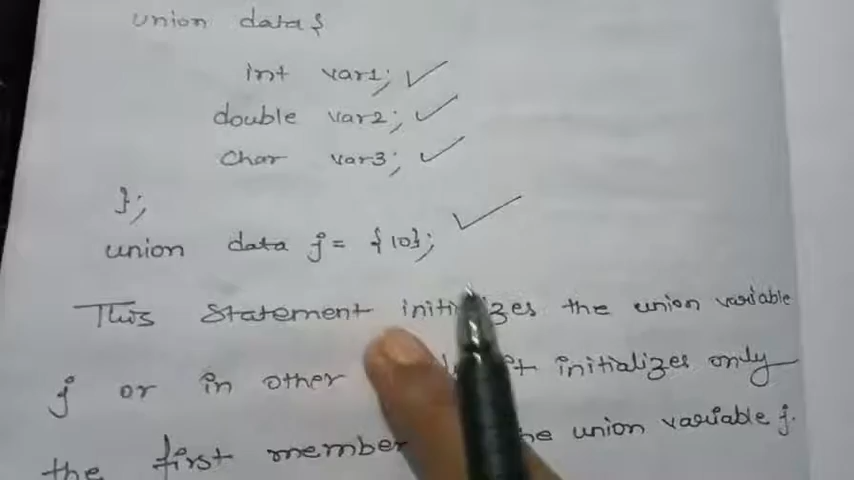 union data {
int var1;
double var2;
char var3;
};
union data j = {10};
This statement initializes the union variable
j or in other it initializes only
the first member the union variable j.